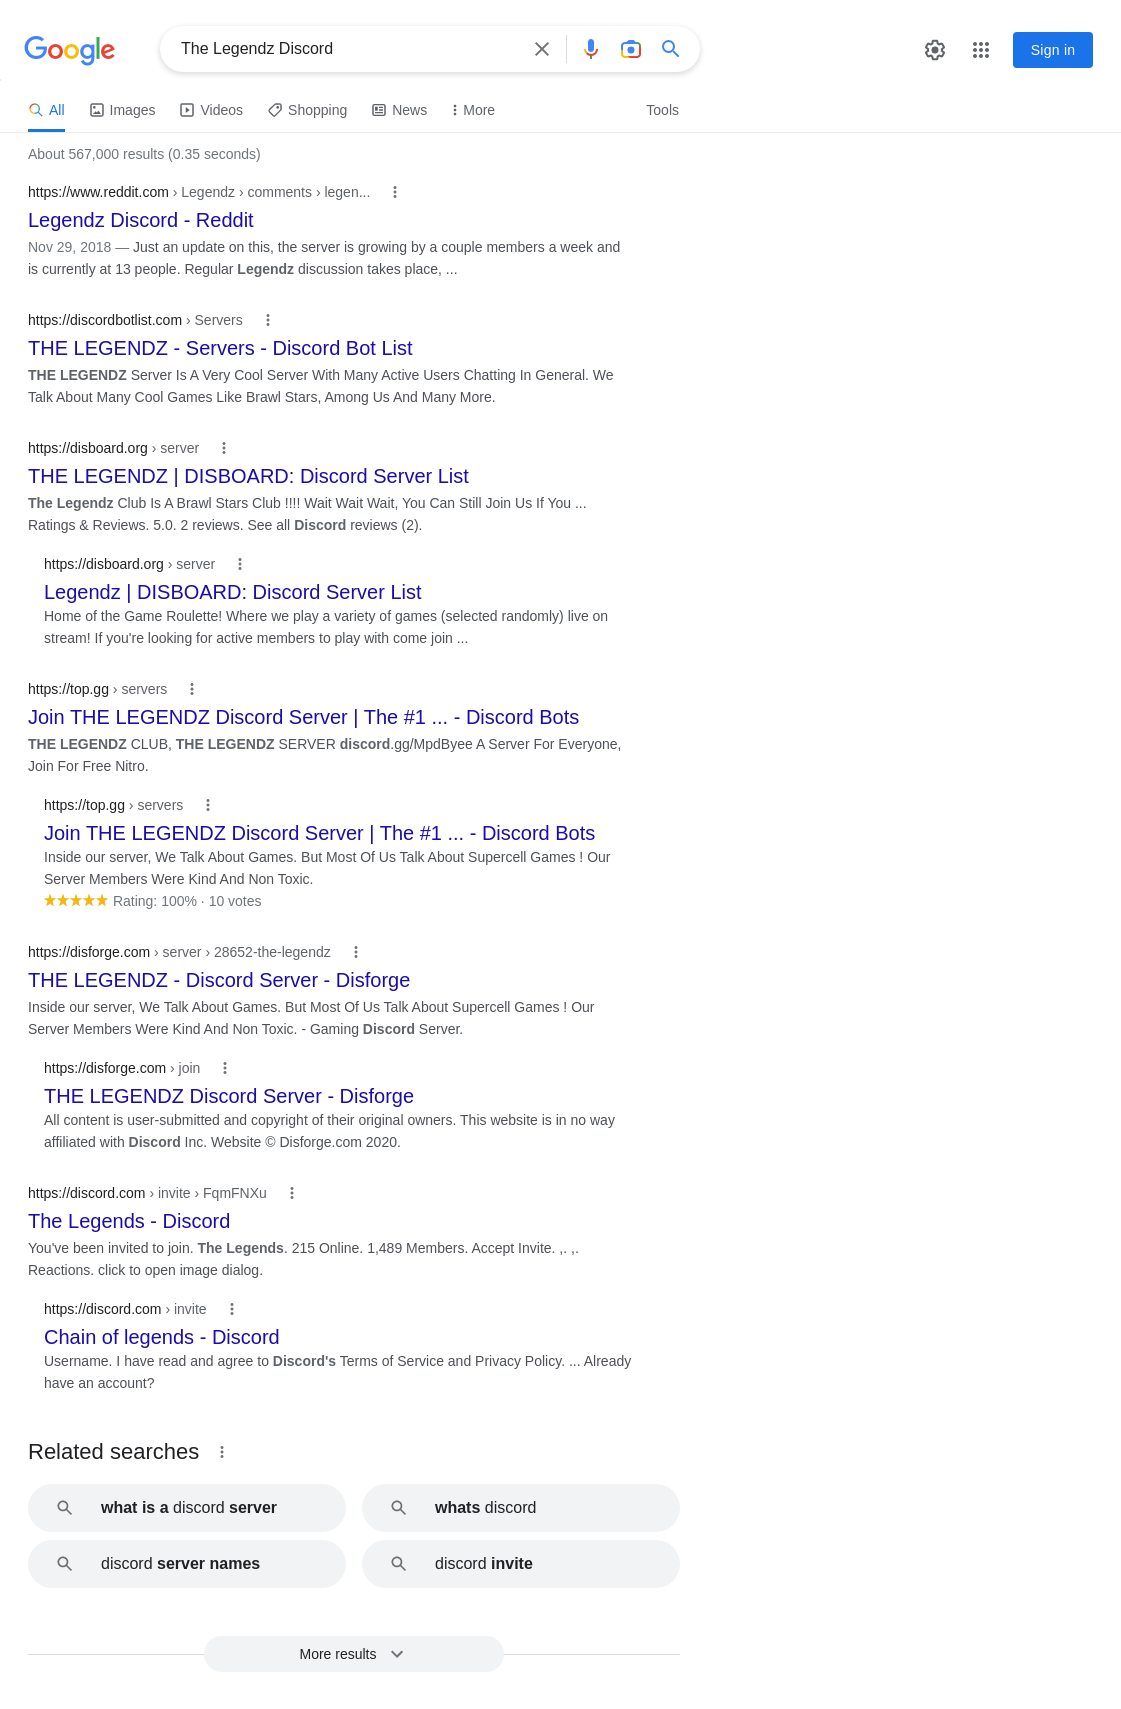 Google
The Legendz Discord
Sign in
All
Images
Videos
Shopping
News
More
Tools
About 567,000 results (0.35 seconds)
https://www.reddit.com › Legendz › comments › legen...
Legendz Discord - Reddit
Nov 29, 2018 — Just an update on this, the server is growing by a couple members a week and
is currently at 13 people. Regular Legendz discussion takes place, ...
https://discordbotlist.com › Servers
THE LEGENDZ - Servers - Discord Bot List
THE LEGENDZ Server Is A Very Cool Server With Many Active Users Chatting In General. We
Talk About Many Cool Games Like Brawl Stars, Among Us And Many More.
https://disboard.org › server
THE LEGENDZ | DISBOARD: Discord Server List
The Legendz Club Is A Brawl Stars Club !!!! Wait Wait Wait, You Can Still Join Us If You ...
Ratings & Reviews. 5.0. 2 reviews. See all Discord reviews (2).
https://disboard.org › server
Legendz | DISBOARD: Discord Server List
Home of the Game Roulette! Where we play a variety of games (selected randomly) live on
stream! If you're looking for active members to play with come join ...
https://top.gg › servers
Join THE LEGENDZ Discord Server | The #1 ... - Discord Bots
THE LEGENDZ CLUB, THE LEGENDZ SERVER discord.gg/MpdByee A Server For Everyone,
Join For Free Nitro.
https://top.gg › servers
Join THE LEGENDZ Discord Server | The #1 ... - Discord Bots
Inside our server, We Talk About Games. But Most Of Us Talk About Supercell Games ! Our
Server Members Were Kind And Non Toxic.
Rating: 100% · 10 votes
https://disforge.com › server › 28652-the-legendz
THE LEGENDZ - Discord Server - Disforge
Inside our server, We Talk About Games. But Most Of Us Talk About Supercell Games ! Our
Server Members Were Kind And Non Toxic. - Gaming Discord Server.
https://disforge.com › join
THE LEGENDZ Discord Server - Disforge
All content is user-submitted and copyright of their original owners. This website is in no way
affiliated with Discord Inc. Website © Disforge.com 2020.
https://discord.com › invite › FqmFNXu
The Legends - Discord
You've been invited to join. The Legends. 215 Online. 1,489 Members. Accept Invite. ,. ,.
Reactions. click to open image dialog.
https://discord.com › invite
Chain of legends - Discord
Username. I have read and agree to Discord's Terms of Service and Privacy Policy. ... Already
have an account?
Related searches
what is a discord server
whats discord
discord server names
discord invite
More results